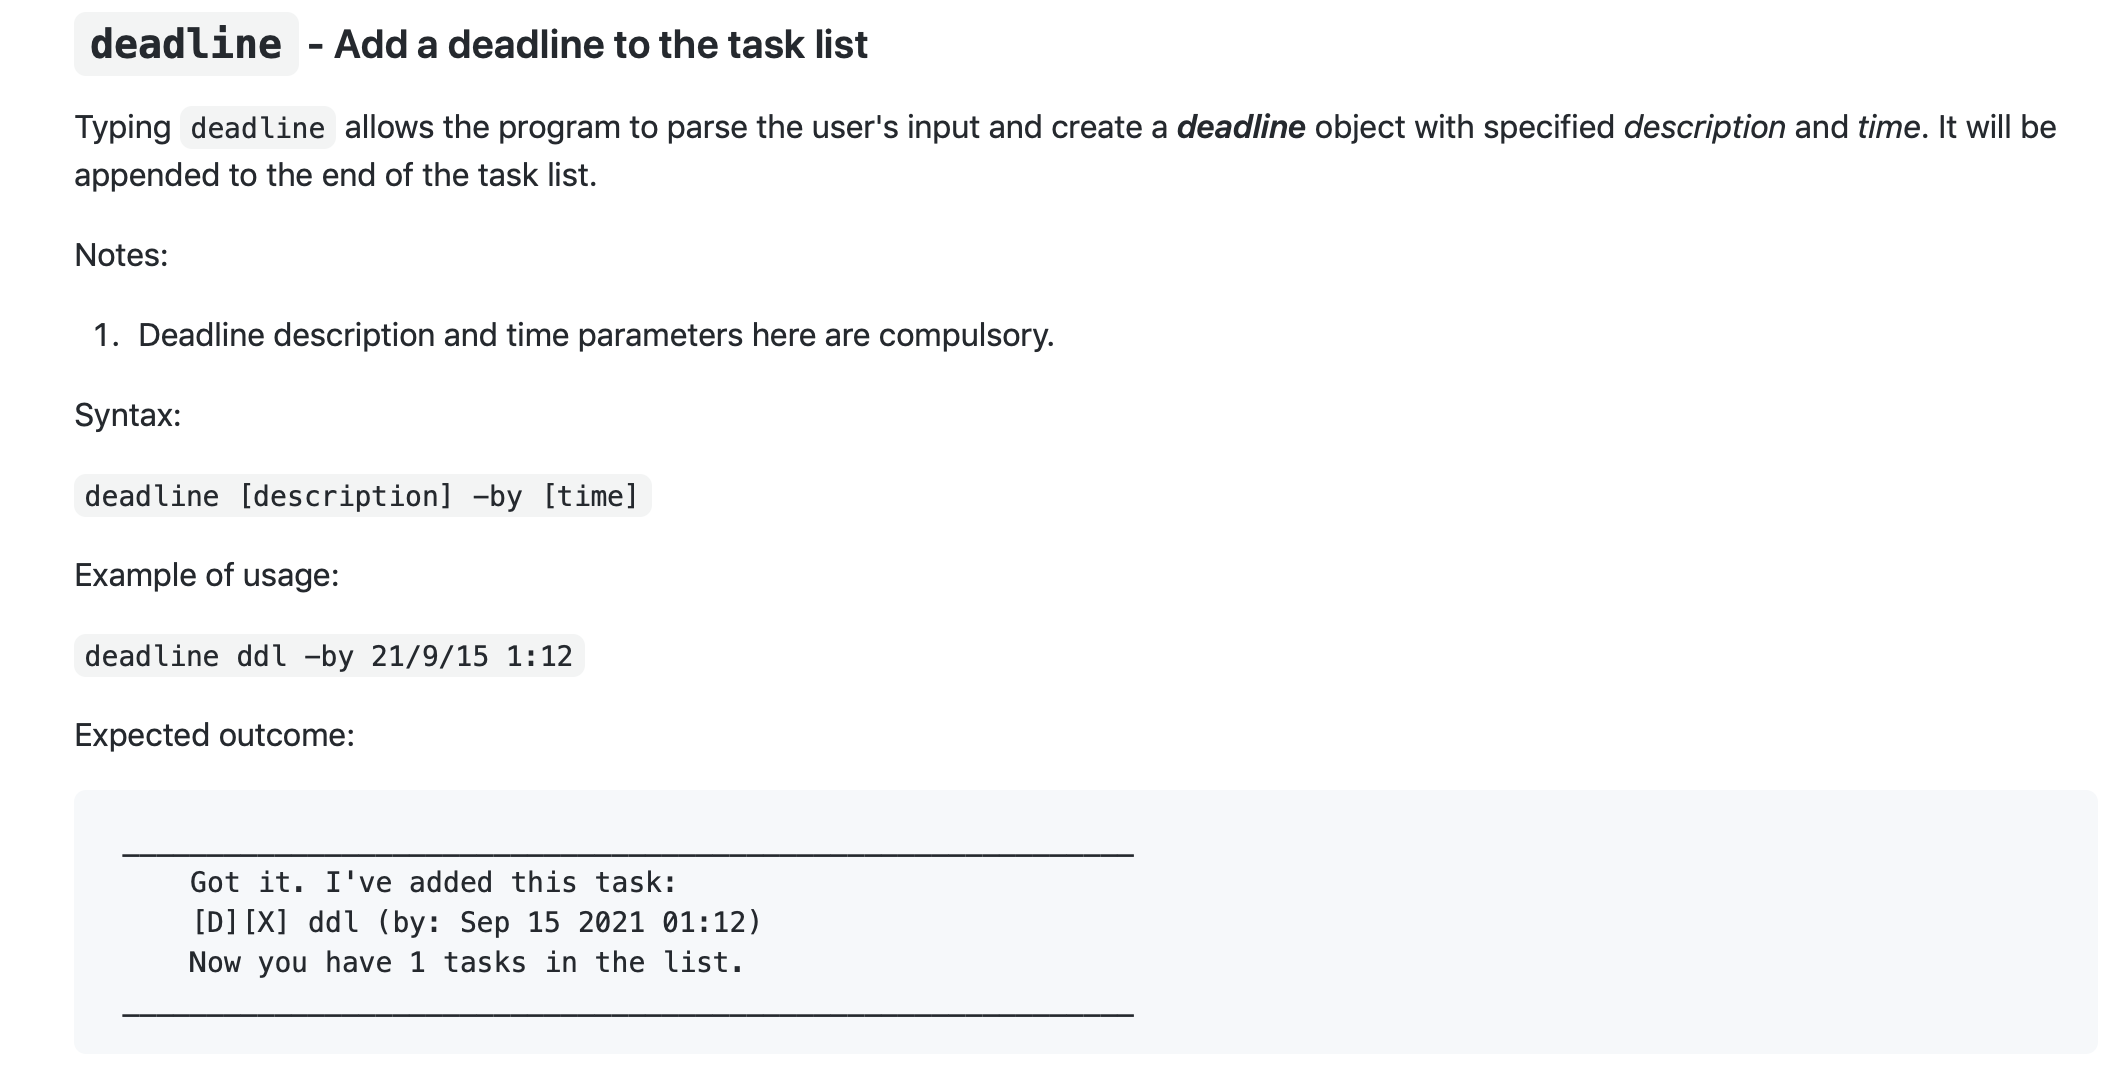 deadline - Add a deadline to the task list
Typing deadline allows the program to parse the user's input and create a deadline object with specified description and time. It will be
appended to the end of the task list.
Notes:
1. Deadline description and time parameters here are compulsory.
Syntax:
deadline [description] -by [time]
Example of usage:
deadline ddl -by 21/9/15 1:12
Expected outcome:
____________________________________________________________
Got it. I've added this task:
[D][X] ddl (by: Sep 15 2021 01:12)
Now you have 1 tasks in the list.
____________________________________________________________